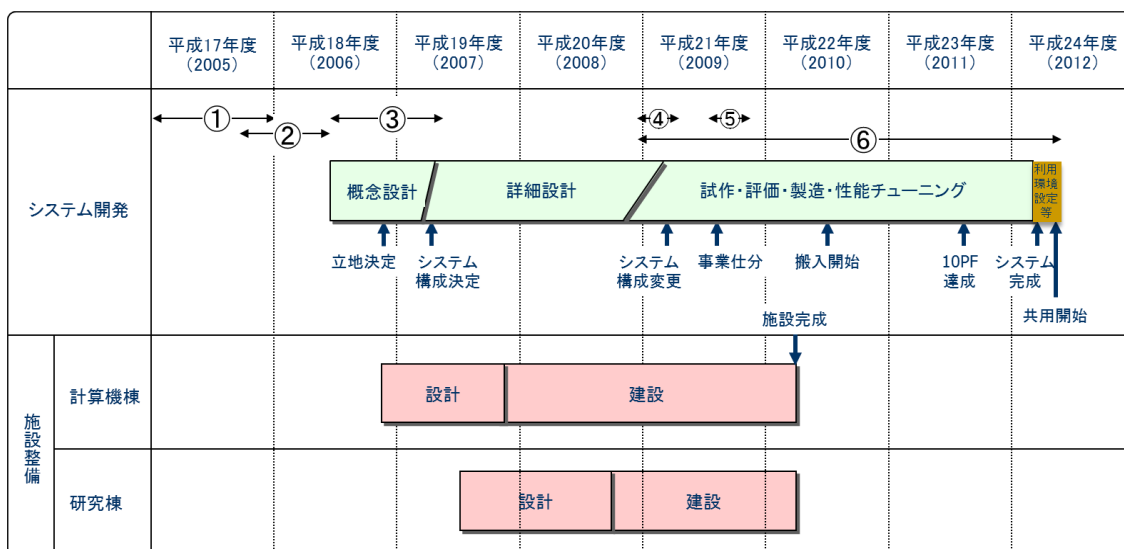 平成17年度
(2005)
平成18年度
(2006)
平成19年度
(2007)
平成20年度
(2008)
平成21年度
(2009)
平成22年度
(2010)
平成23年度
(2011)
平成24年度
(2012)
①
②
③
④
⑤
⑥
システム開発
概念設計
詳細設計
試作・評価・製造・性能チューニング
利用
環境
設定
等
立地決定
システム
構成決定
システム
構成変更
事業仕分
搬入開始
10PF
達成
システム
完成
共用開始
施設完成
施設整備
計算機棟
設計
建設
研究棟
設計
建設